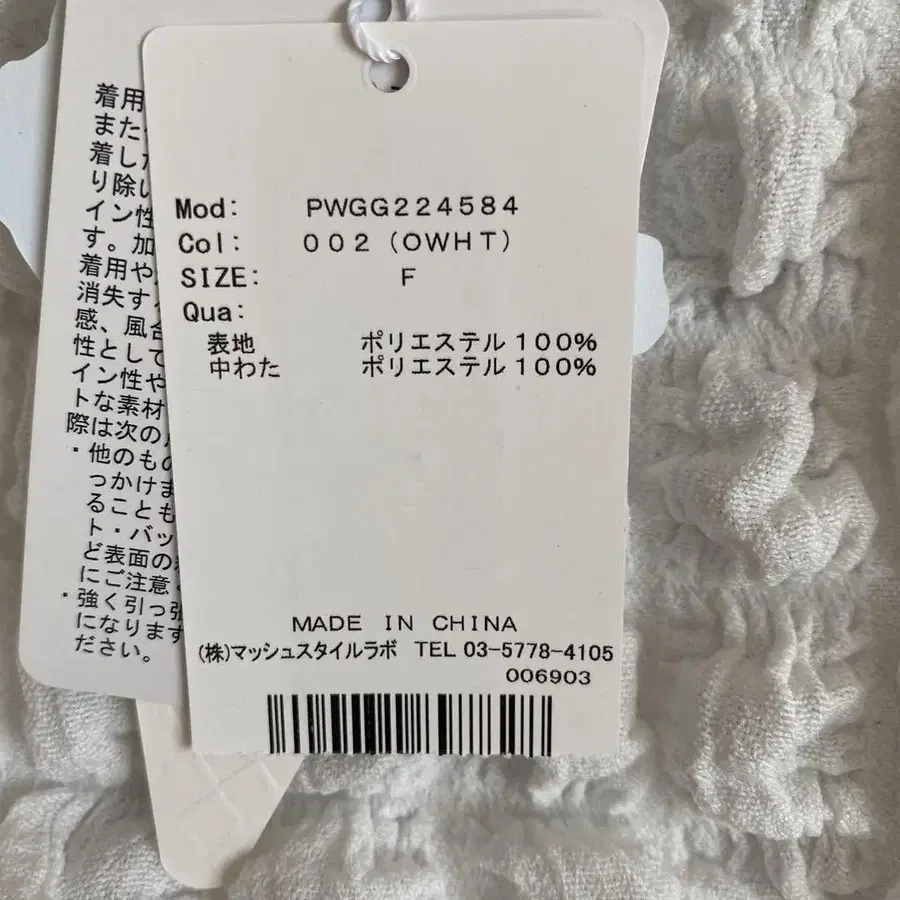 Mod: PWGG224584
Col: 002 (OWHT)
SIZE: F
Qua:
表地 ポリエステル100%
中わた ポリエステル100%
MADE IN CHINA
(株)マッシュスタイルラボ TEL 03-5778-4105
006903
着用
また
着した
り除い
イン性
す。加
着用や
消失す
感、風合
性として
イン性や
トな素材
際は次の
・他のもの
っかけま
ることも
ト・バッ
ど表面の
にご注意
・強く引っ張
になります
ださい。